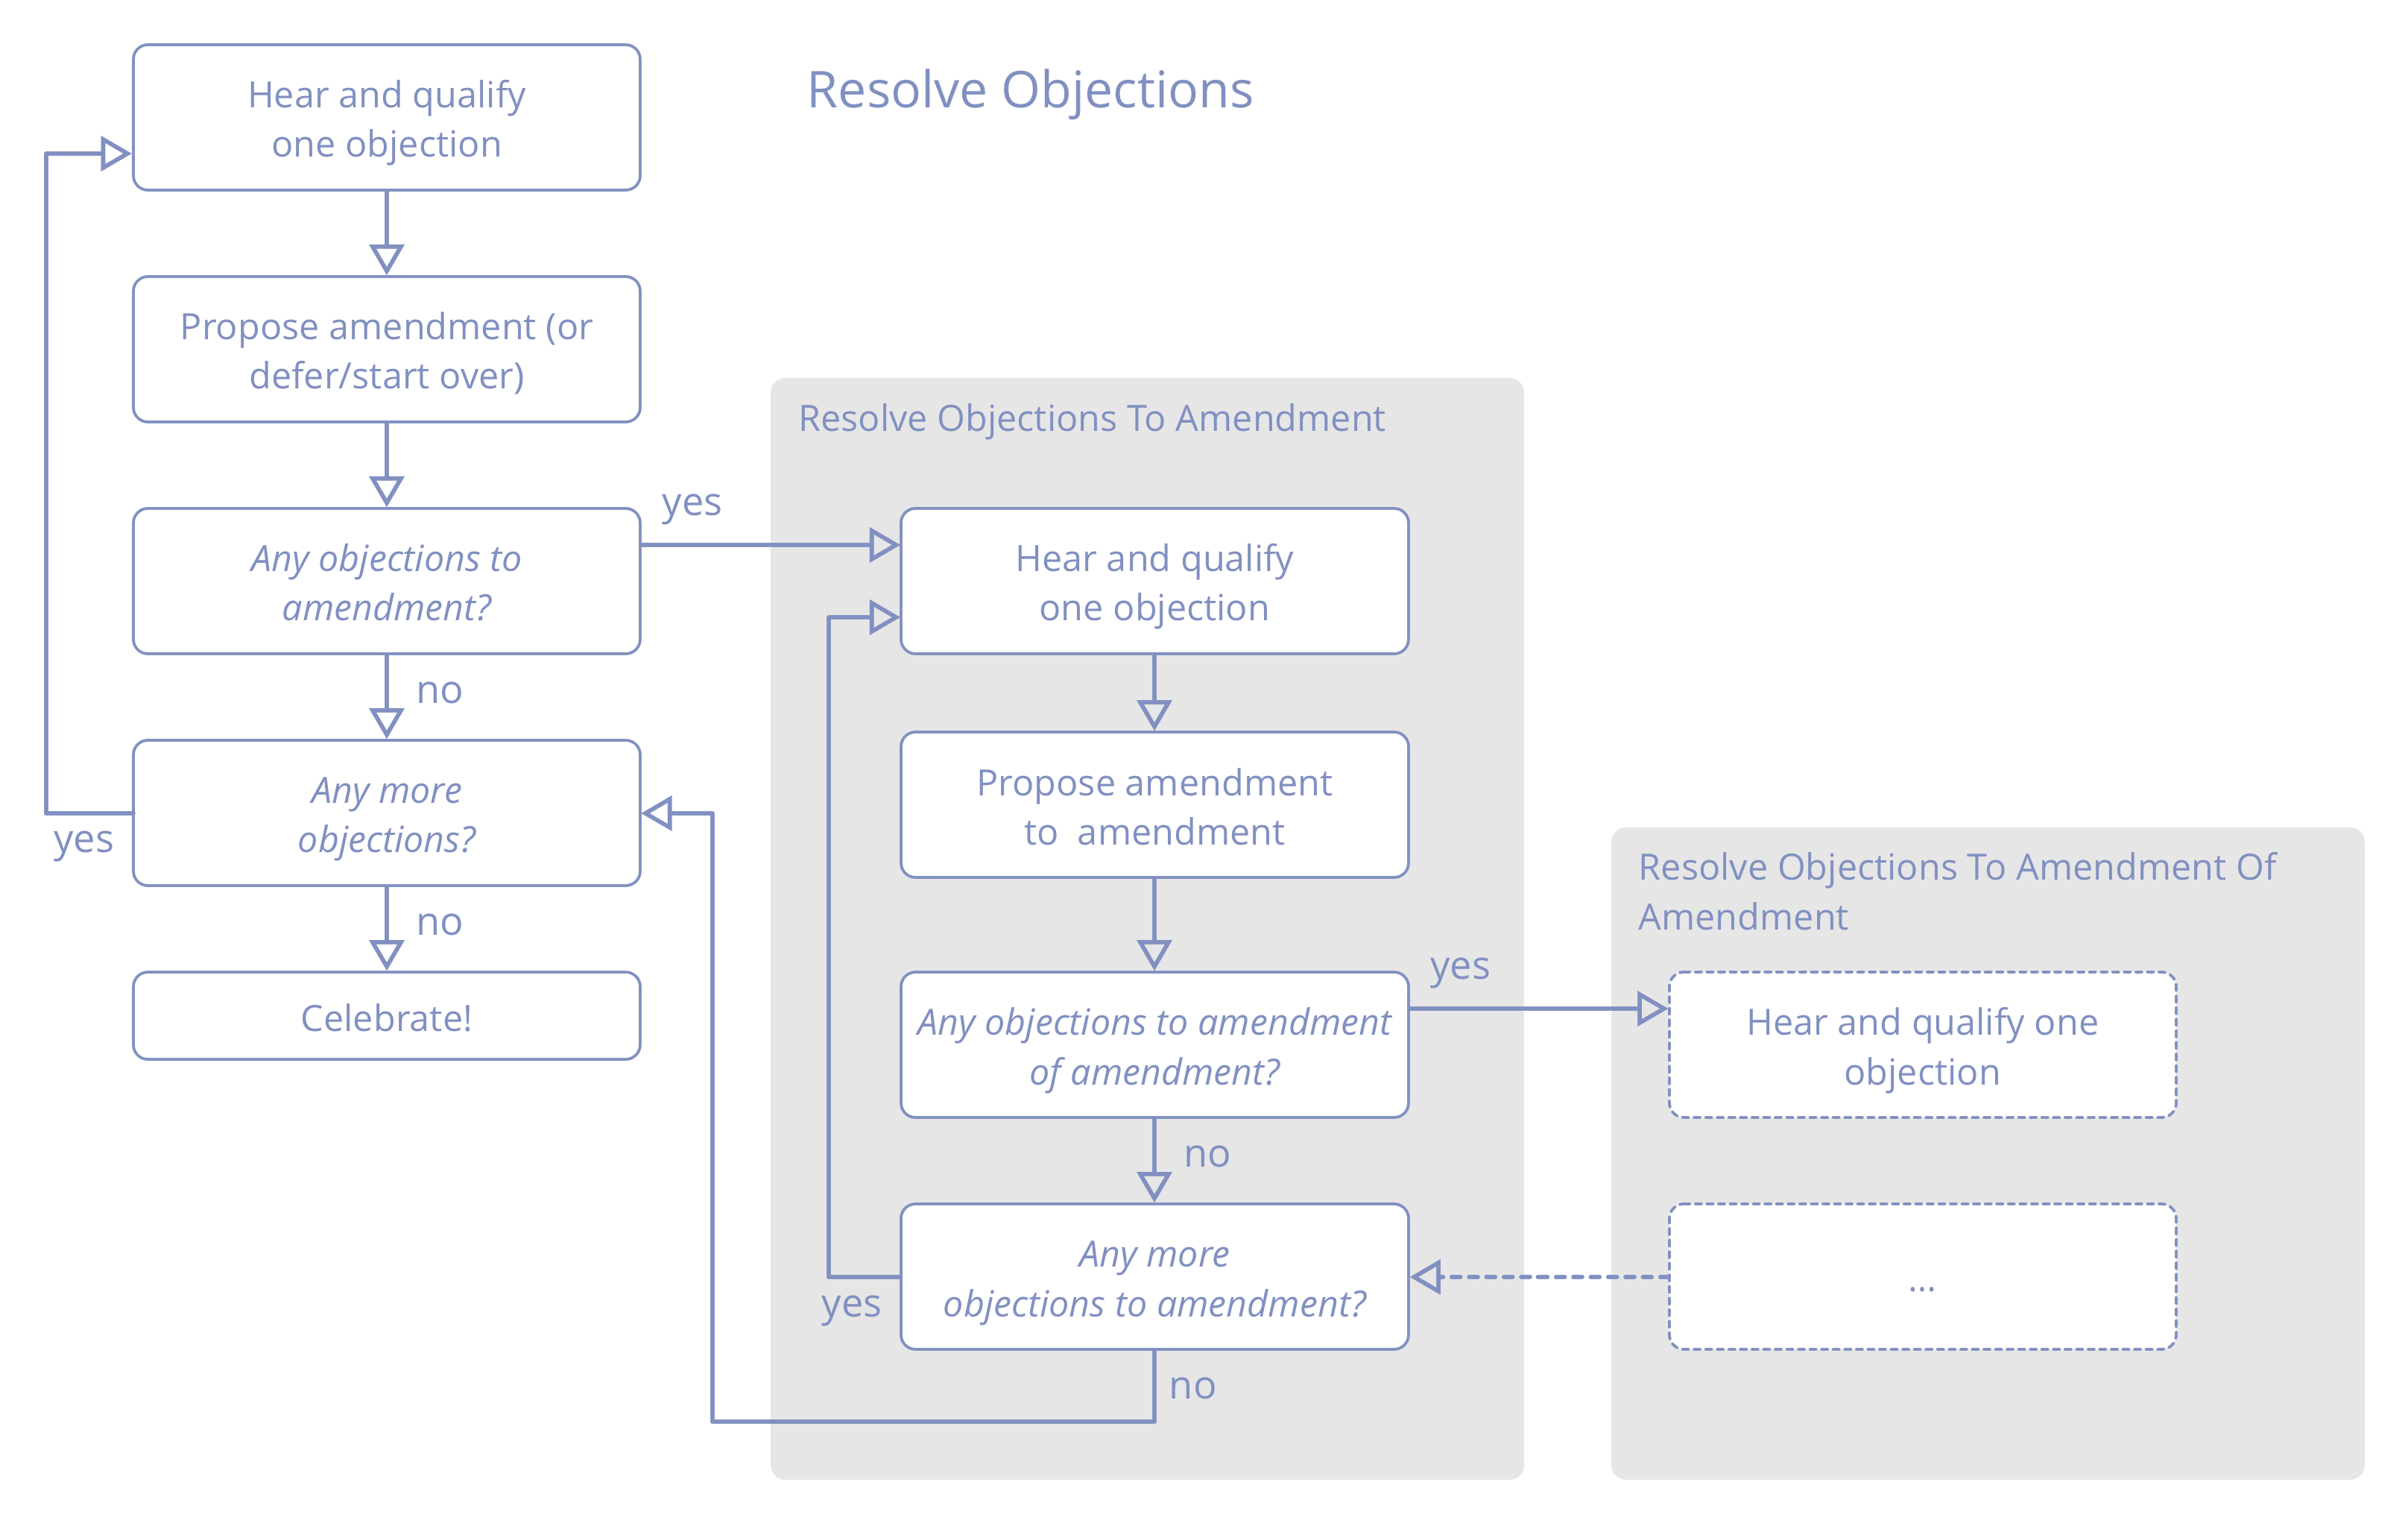 Resolve Objections
Hear and qualify
one objection
Propose amendment (or
defer/start over)
Any objections to
amendment?
yes
no
Any more
objections?
yes
no
Celebrate!
Resolve Objections To Amendment
Hear and qualify
one objection
Propose amendment
to  amendment
Any objections to amendment
of amendment?
yes
no
Any more
objections to amendment?
yes
no
Resolve Objections To Amendment Of
Amendment
Hear and qualify one
objection
...